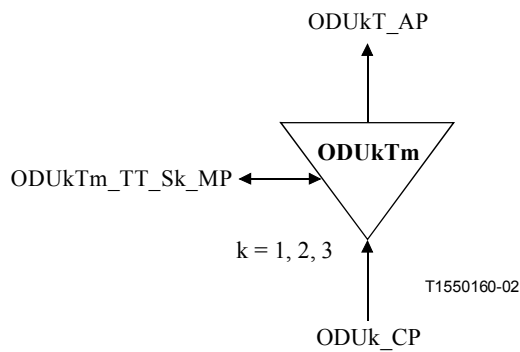 ODUkT_AP
ODUkTm
ODUkTm_TT_Sk_MP
k = 1, 2, 3
T1550160-02
ODUk_CP